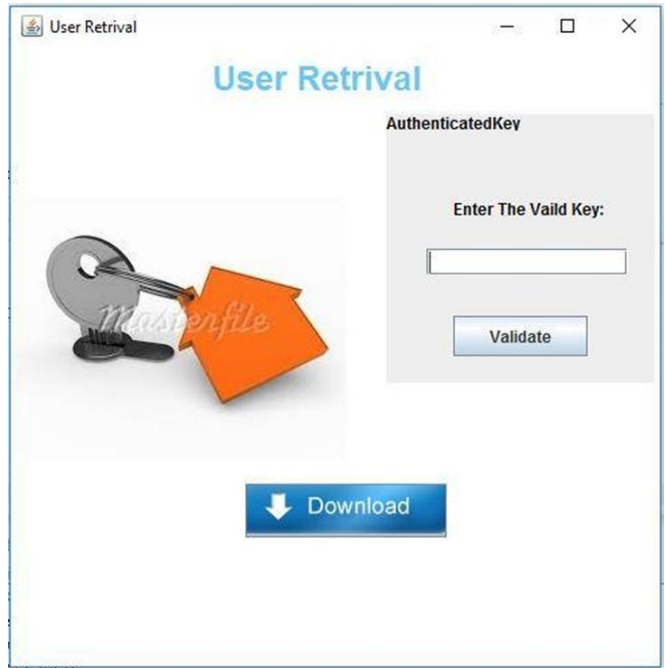 User Retrival
User Retrival
AuthenticatedKey
Enter The Vaild Key:
Masterfile
Validate
Download